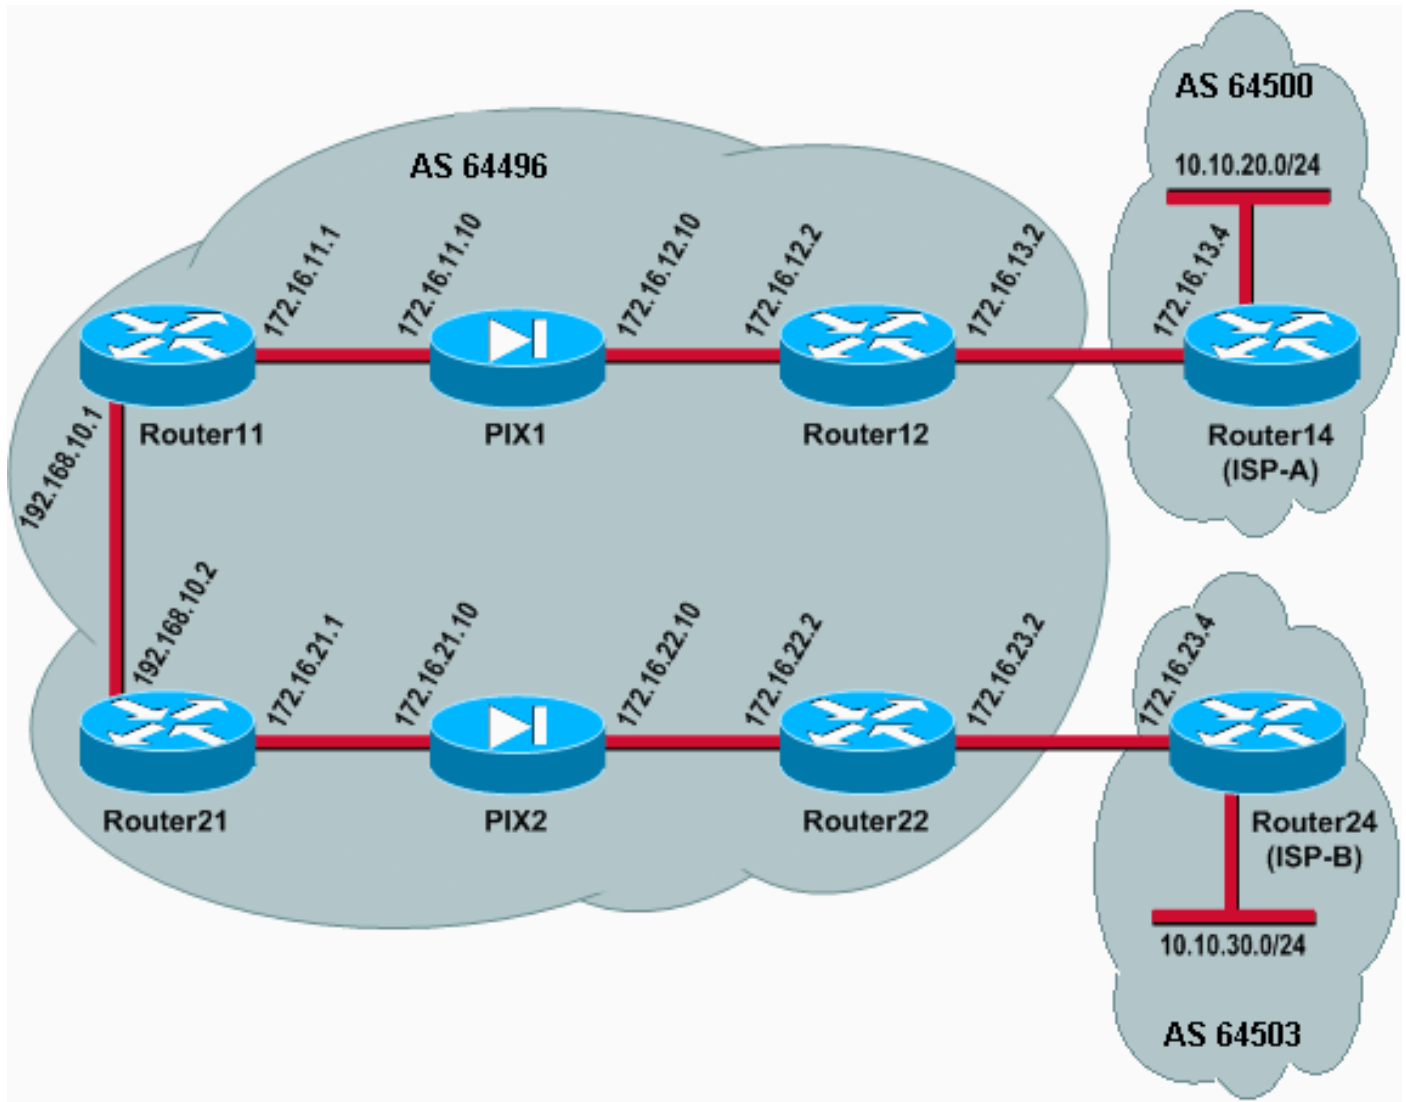 AS 64500
10.10.20.0/24
172.16.13.4
Router14
(ISP-A)
AS 64496
172.16.11.1
172.16.11.10
172.16.12.10
172.16.12.2
172.16.13.2
Router11
PIX1
Router12
192.168.10.1
192.168.10.2
172.16.21.1
172.16.21.10
172.16.22.10
172.16.22.2
172.16.23.2
Router21
PIX2
Router22
172.16.23.4
Router24
(ISP-B)
10.10.30.0/24
AS 64503